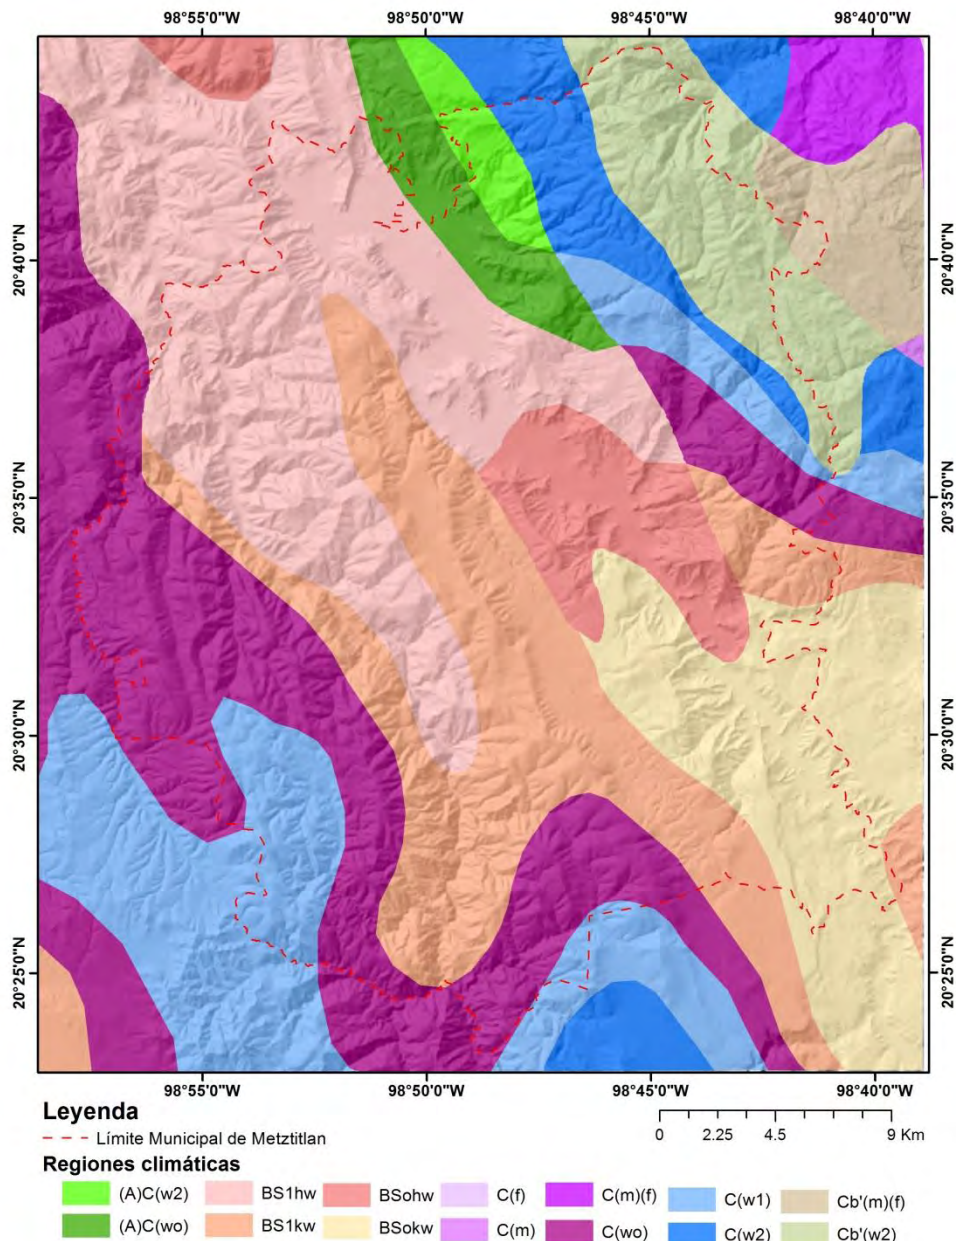 98°55'0"W 98°50'0"W 98°45'0"W 98°40'0"W
20°40'0"N 20°40'0"N
20°35'0"N 20°35'0"N
20°30'0"N 20°30'0"N
20°25'0"N 20°25'0"N
98°55'0"W 98°50'0"W 98°45'0"W 98°40'0"W
Leyenda
Límite Municipal de Metztitlan
0 2.25 4.5 9 Km
Regiones climáticas
(A)C(w2) BS1hw BSohw C(f) C(m)(f) C(w1) Cb'(m)(f)
(A)C(wo) BS1kw BSokw C(m) C(wo) C(w2) Cb'(w2)